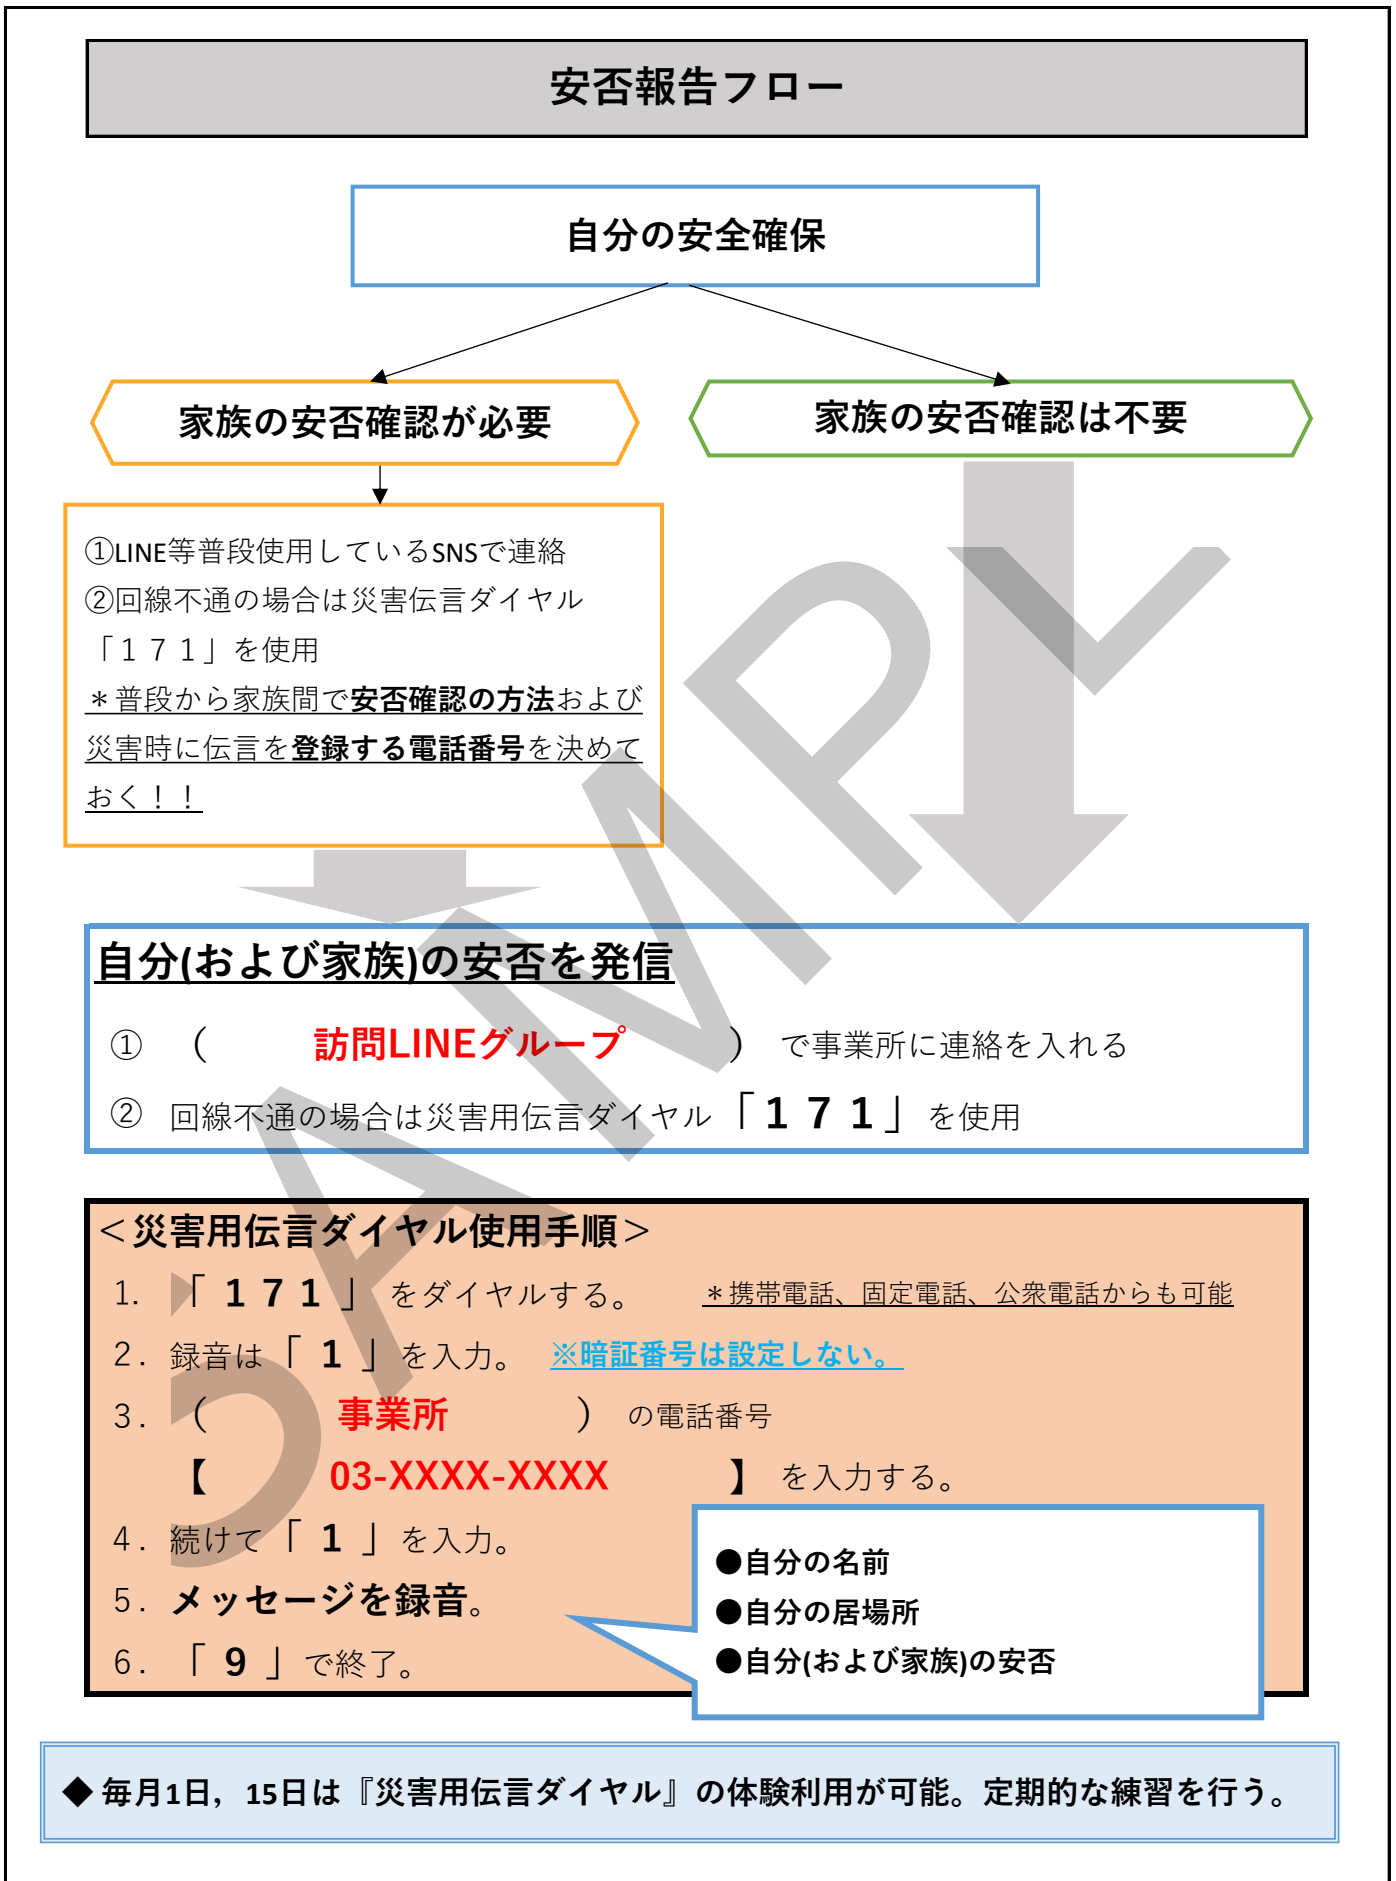 安否報告フロー
自分の安全確保
家族の安否確認が必要
家族の安否確認は不要
①LINE等普段使用しているSNSで連絡
②回線不通の場合は災害伝言ダイヤル
「１７１」を使用
＊普段から家族間で安否確認の方法および
災害時に伝言を登録する電話番号を決めて
おく！！
自分(および家族)の安否を発信
① （ 訪問LINEグループ ） で事業所に連絡を入れる
② 回線不通の場合は災害用伝言ダイヤル「１７１」を使用
＜災害用伝言ダイヤル使用手順＞
1. 「１７１」をダイヤルする。 ＊携帯電話、固定電話、公衆電話からも可能
2. 録音は「１」を入力。 ※暗証番号は設定しない。
3. （ 事業所 ） の電話番号
【 03-XXXX-XXXX 】 を入力する。
4. 続けて「１」を入力。
5. メッセージを録音。
6. 「９」で終了。
●自分の名前
●自分の居場所
●自分(および家族)の安否
◆毎月1日，15日は『災害用伝言ダイヤル』の体験利用が可能。定期的な練習を行う。
SAMPL